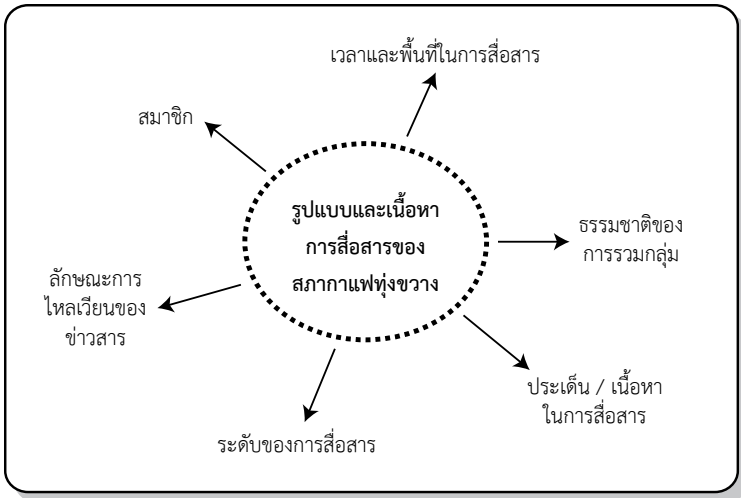 เวลาและพื้นที่ในการสื่อสาร
สมาชิก
รูปแบบและเนื้อหา
การสื่อสารของ
สภากาแฟทุ่งขวาง
ธรรมชาติของ
การรวมกลุ่ม
ลักษณะการ
ไหลเวียนของ
ข่าวสาร
ประเด็น / เนื้อหา
ในการสื่อสาร
ระดับของการสื่อสาร